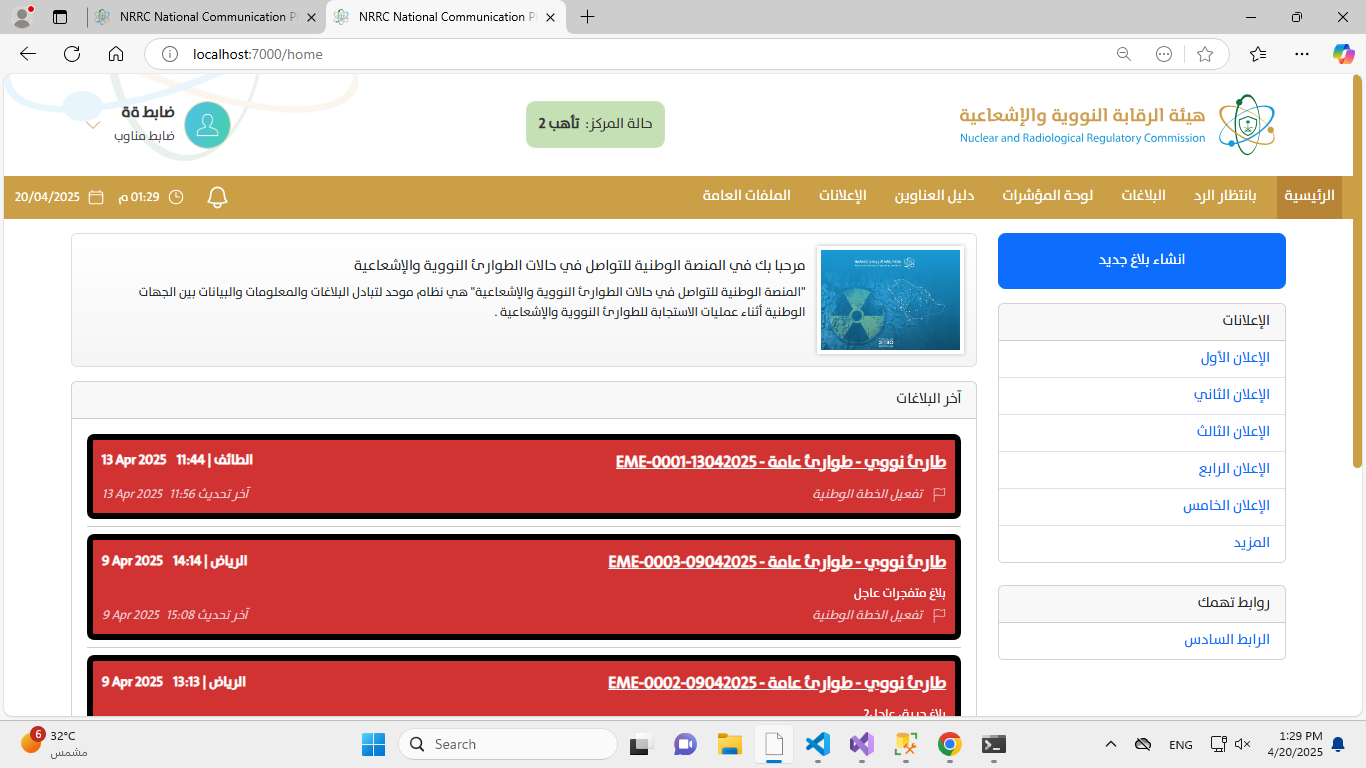 NRRC National Communication Pl
NRRC National Communication Pl
localhost:7000/home
هيئة الرقابة النووية والإشعاعية
Nuclear and Radiological Regulatory Commission
حالة المركز: تأهب 2
ضابط قة
ضابط مناوب
الرئيسية
بانتظار الرد
البلاغات
لوحة المؤشرات
دليل العناوين
الإعلانات
الملفات العامة
01:29 م
20/04/2025
انشاء بلاغ جديد
الإعلانات
الإعلان الأول
الإعلان الثاني
الإعلان الثالث
الإعلان الرابع
الإعلان الخامس
المزيد
روابط تهمك
الرابط السادس
مرحبا بك في المنصة الوطنية للتواصل في حالات الطوارئ النووية والإشعاعية
"المنصة الوطنية للتواصل في حالات الطوارئ النووية والإشعاعية" هي نظام موحد لتبادل البلاغات والمعلومات والبيانات بين الجهات
الوطنية أثناء عمليات الاستجابة للطوارئ النووية والإشعاعية .
آخر البلاغات
طارئ نووي - طوارئ عامة - EME-0001-13042025
الطائف | 11:44 13 Apr 2025
تفعيل الخطة الوطنية
آخر تحديث 11:56 13 Apr 2025
طارئ نووي - طوارئ عامة - EME-0003-09042025
الرياض | 14:14 9 Apr 2025
بلاغ متفجرات عاجل
تفعيل الخطة الوطنية
آخر تحديث 15:08 9 Apr 2025
طارئ نووي - طوارئ عامة - EME-0002-09042025
الرياض | 13:13 9 Apr 2025
بلاغ حريق عاجل2
6
32°C
مشمس
Search
ENG
1:29 PM
4/20/2025